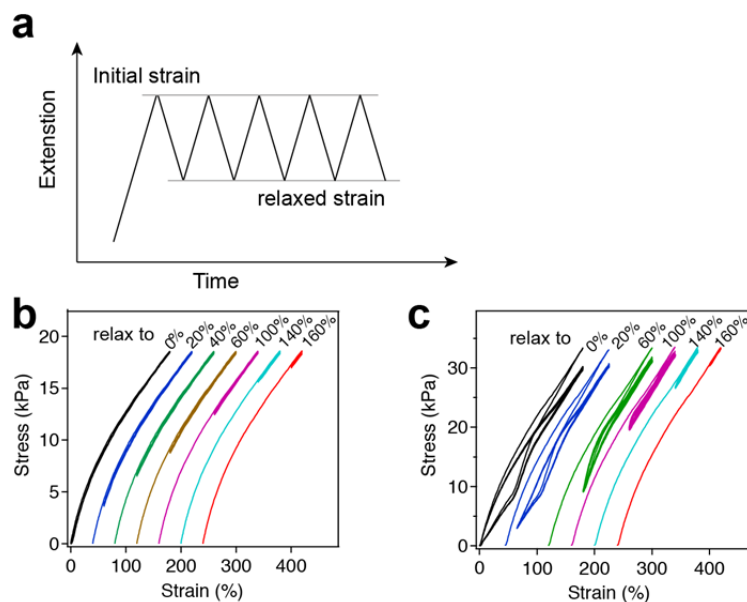 a
Initial strain
Extenstion
relaxed strain
Time
b
relax to 0% 20% 40% 60% 100% 140% 160%
20
15
10
5
0
Stress (kPa)
0 100 200 300 400
Strain (%)
c
relax to 0% 20% 60% 100% 140% 160%
30
20
10
0
Stress (kPa)
0 100 200 300 400
Strain (%)